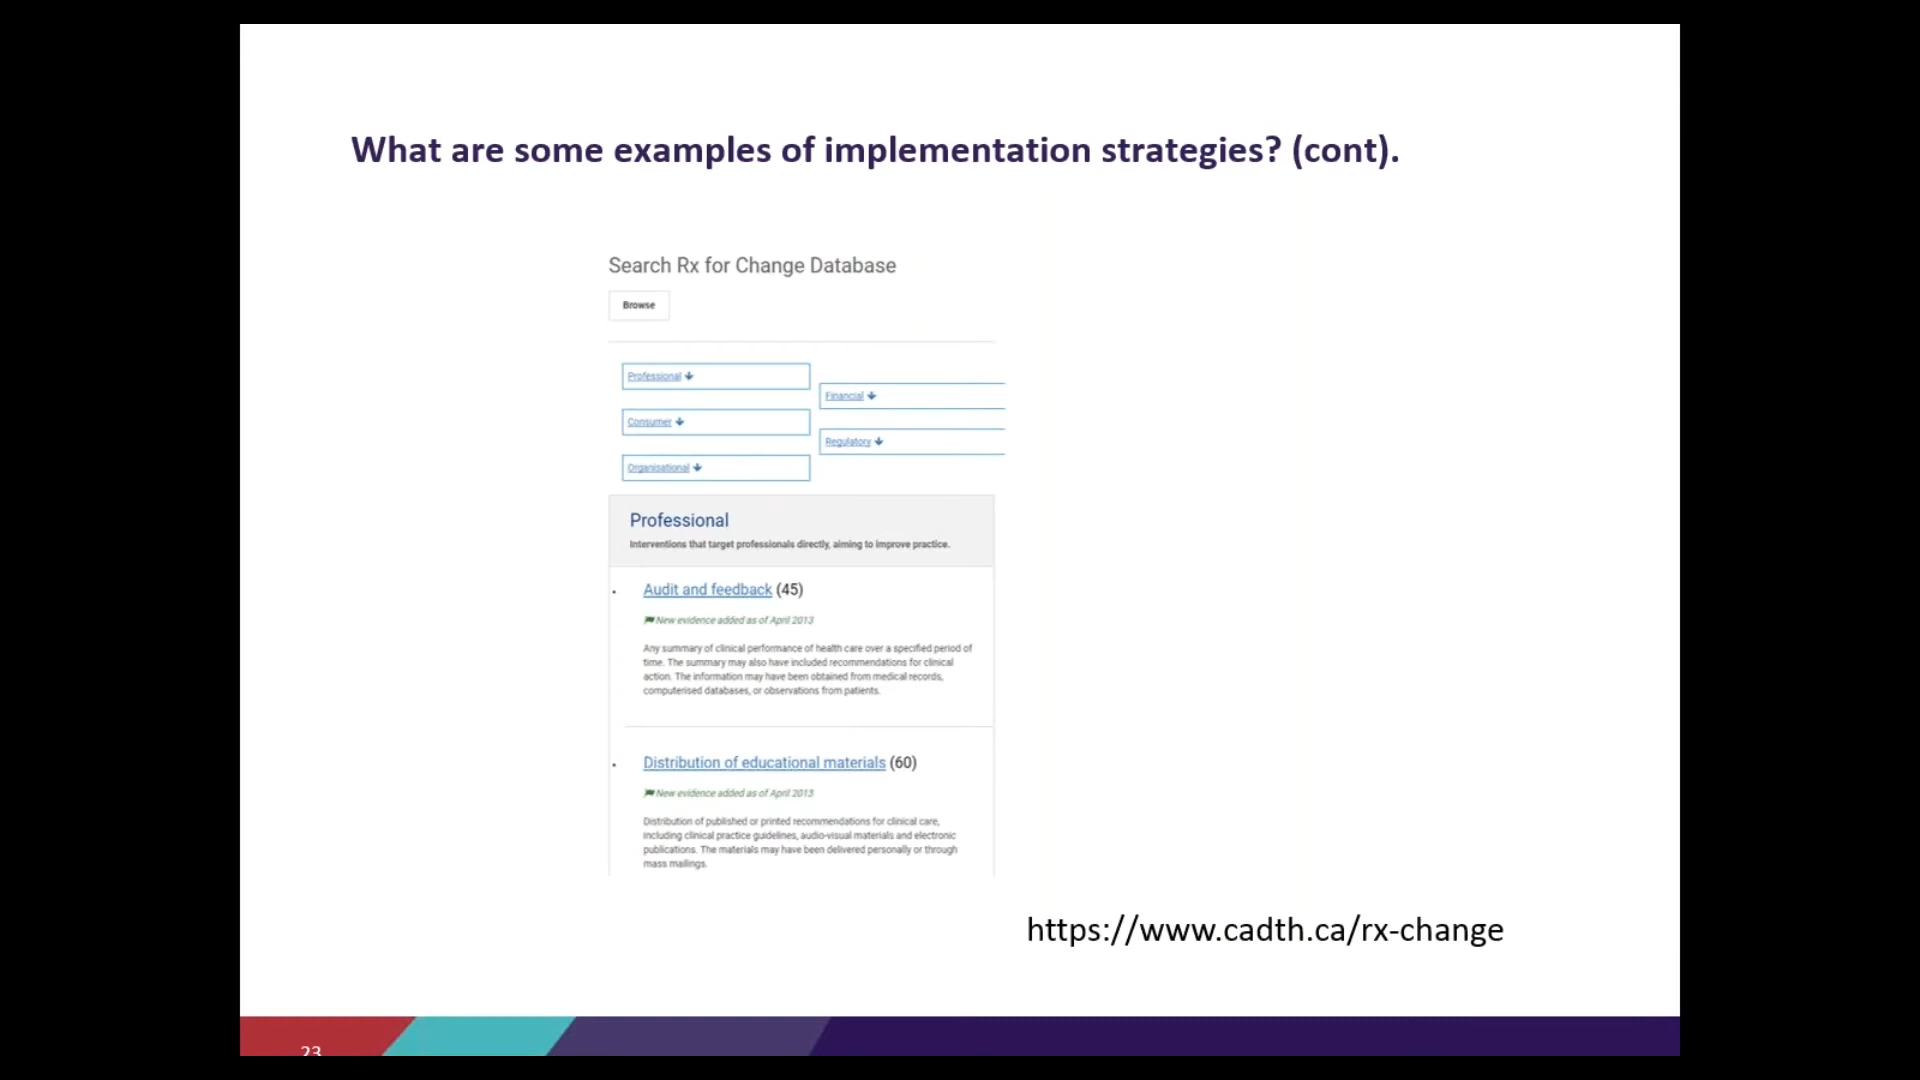 What are some examples of implementation strategies? (cont).
Search Rx for Change Database
Browse
Professional
Financial
Consumer
Regulatory
Organisational
Professional
Interventions that target professionals directly, aiming to improve practice.
Audit and feedback (45)
New evidence added as of April 2013
Any summary of clinical performance of health care over a specified period of
time. The summary may also have included recommendations for clinical
action. The information may have been obtained from medical records,
computerised databases, or observations from patients.
Distribution of educational materials (60)
New evidence added as of April 2013
Distribution of published or printed recommendations for clinical care,
including clinical practice guidelines, audio-visual materials and electronic
publications. The materials may have been delivered personally or through
mass mailings.
https://www.cadth.ca/rx-change
23